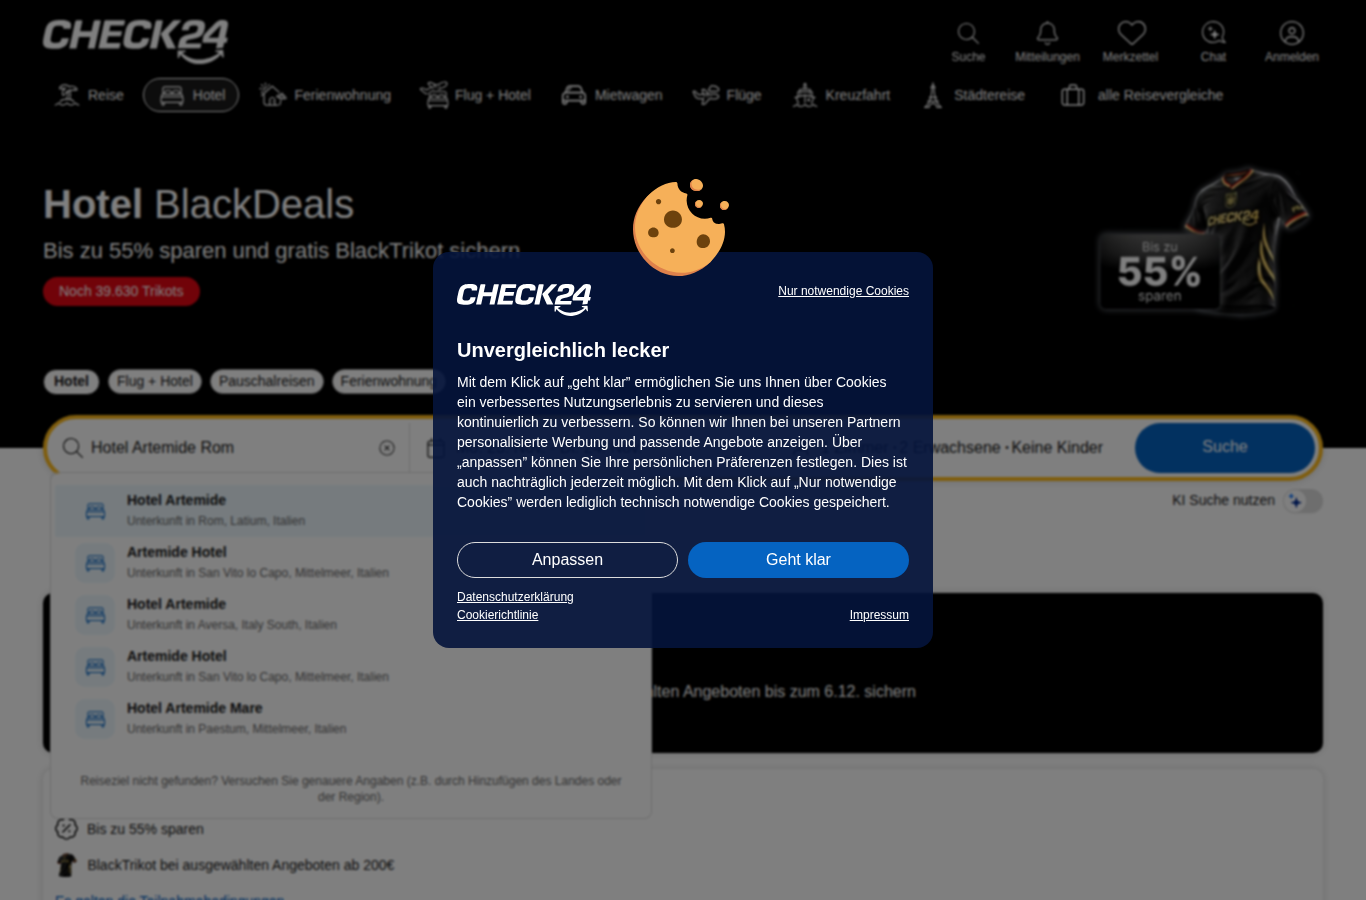 CHECK24
Suche
Mitteilungen
Merkzettel
Chat
Anmelden
Reise
Hotel
Ferienwohnung
Flug + Hotel
Mietwagen
Flüge
Kreuzfahrt
Städtereise
alle Reisevergleiche
Hotel BlackDeals
Bis zu 55% sparen und gratis BlackTrikot sichern
Noch 39.630 Trikots
CHECK24
Bis zu
55%
sparen
Hotel
Flug + Hotel
Pauschalreisen
Ferienwohnung
Hotel Artemide Rom
2 Erwachsene · Keine Kinder
Suche
KI Suche nutzen
Hotel Artemide
Unterkunft in Rom, Latium, Italien
Artemide Hotel
Unterkunft in San Vito lo Capo, Mittelmeer, Italien
Hotel Artemide
Unterkunft in Aversa, Italy South, Italien
Artemide Hotel
Unterkunft in San Vito lo Capo, Mittelmeer, Italien
Hotel Artemide Mare
Unterkunft in Paestum, Mittelmeer, Italien
Reiseziel nicht gefunden? Versuchen Sie genauere Angaben (z.B. durch Hinzufügen des Landes oder
der Region).
CHECK24
Nur notwendige Cookies
Unvergleichlich lecker
Mit dem Klick auf „geht klar” ermöglichen Sie uns Ihnen über Cookies
ein verbessertes Nutzungserlebnis zu servieren und dieses
kontinuierlich zu verbessern. So können wir Ihnen bei unseren Partnern
personalisierte Werbung und passende Angebote anzeigen. Über
„anpassen” können Sie Ihre persönlichen Präferenzen festlegen. Dies ist
auch nachträglich jederzeit möglich. Mit dem Klick auf „Nur notwendige
Cookies” werden lediglich technisch notwendige Cookies gespeichert.
Anpassen
Geht klar
Datenschutzerklärung
Cookierichtlinie
Impressum
Angeboten bis zum 6.12. sichern
Bis zu 55% sparen
BlackTrikot bei ausgewählten Angeboten ab 200€